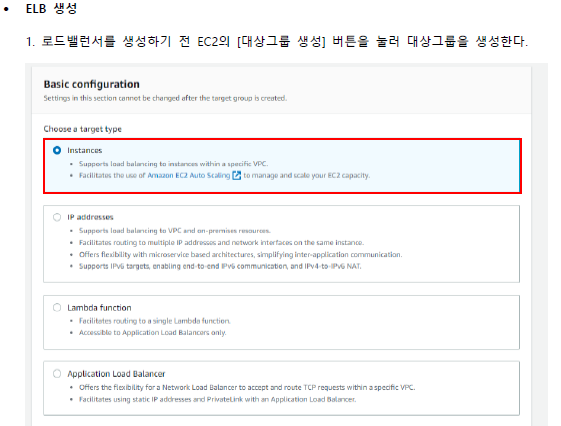 • ELB 생성
1. 로드밸런서를 생성하기 전 EC2의 [대상그룹 생성] 버튼을 눌러 대상그룹을 생성한다.
Basic configuration
Settings in this section cannot be changed after the target group is created.
Choose a target type
Instances
• Supports load balancing to instances within a specific VPC.
• Facilitates the use of Amazon EC2 Auto Scaling to manage and scale your EC2 capacity.
IP addresses
• Supports load balancing to VPC and on-premises resources.
• Facilitates routing to multiple IP addresses and network interfaces on the same instance.
• Offers flexibility with microservice based architectures, simplifying inter-application communication.
• Supports IPv6 targets, enabling end-to-end IPv6 communication, and IPv4-to-IPv6 NAT.
Lambda function
• Facilitates routing to a single Lambda function.
• Accessible to Application Load Balancers only.
Application Load Balancer
• Offers the flexibility for a Network Load Balancer to accept and route TCP requests within a specific VPC.
• Facilitates using static IP addresses and PrivateLink with an Application Load Balancer.